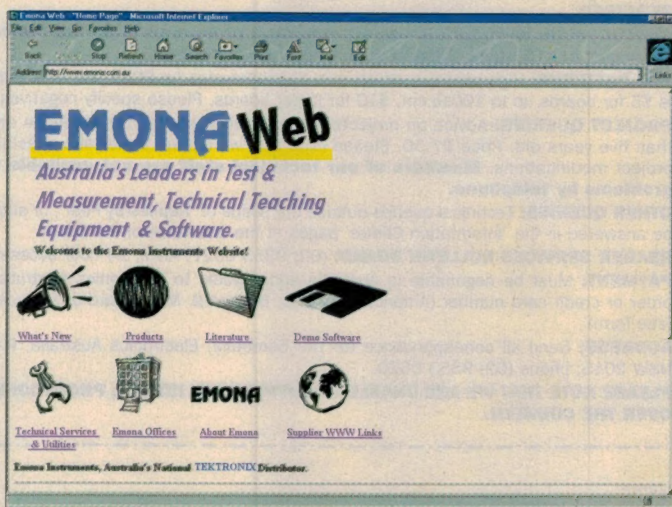 Emona Web - "Home Page" - Microsoft Internet Explorer
File Edit View Go Favorites Help
Back Stop Refresh Home Search Favorites Print Font Mail Edit
Address http://www.emona.com.au Links
EMONA Web
Australia's Leaders in Test &
Measurement, Technical Teaching
Equipment & Software.
Welcome to the Emona Instruments Website!
What's New Products Literature Demo Software
EMONA
Technical Services Emona Offices About Emona Supplier WWW Links
& Utilities
Emona Instruments, Australia's National TEKTRONIX Distributor.